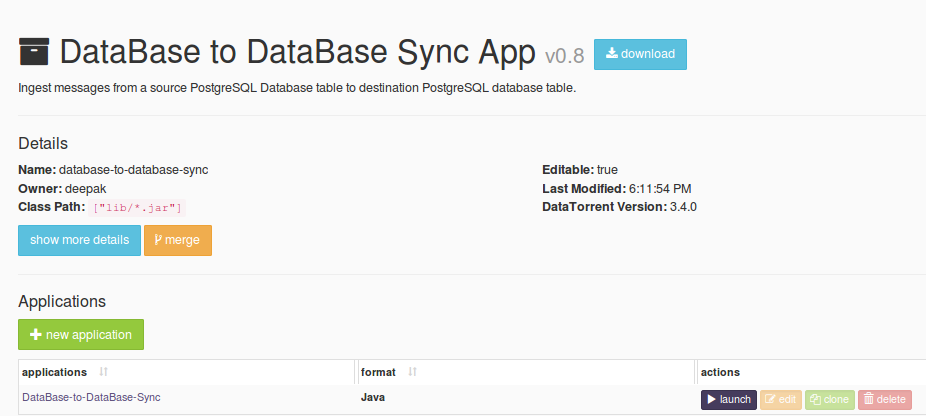 DataBase to DataBase Sync App v0.8 download
Ingest messages from a source PostgreSQL Database table to destination PostgreSQL database table.
Details
Name: database-to-database-sync Editable: true
Owner: deepak Last Modified: 6:11:54 PM
Class Path: ["lib/*.jar"] DataTorrent Version: 3.4.0
show more details merge
Applications
new application
applications format actions
DataBase-to-DataBase-Sync Java launch edit clone delete